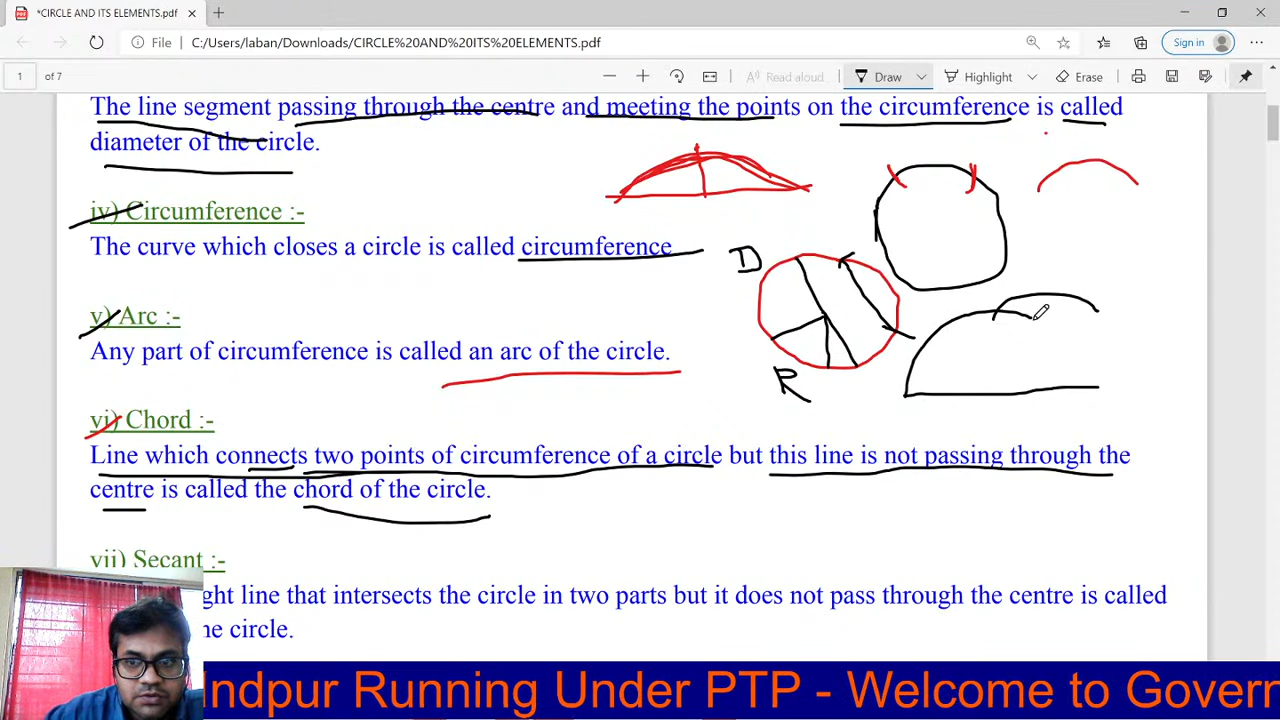 *CIRCLE AND ITS ELEMENTS.pdf
File C:/Users/laban/Downloads/CIRCLE%20AND%20ITS%20ELEMENTS.pdf Sign in
1 of 7 Read aloud Draw Highlight Erase
The line segment passing through the centre and meeting the points on the circumference is called
diameter of the circle.
iv) Circumference :-
The curve which closes a circle is called circumference
D
v) Arc :-
Any part of circumference is called an arc of the circle.
R
vi) Chord :-
Line which connects two points of circumference of a circle but this line is not passing through the
centre is called the chord of the circle.
vii) Secant :-
line that intersects the circle in two parts but it does not pass through the centre is called
circle.
Running Under PTP - Welcome to